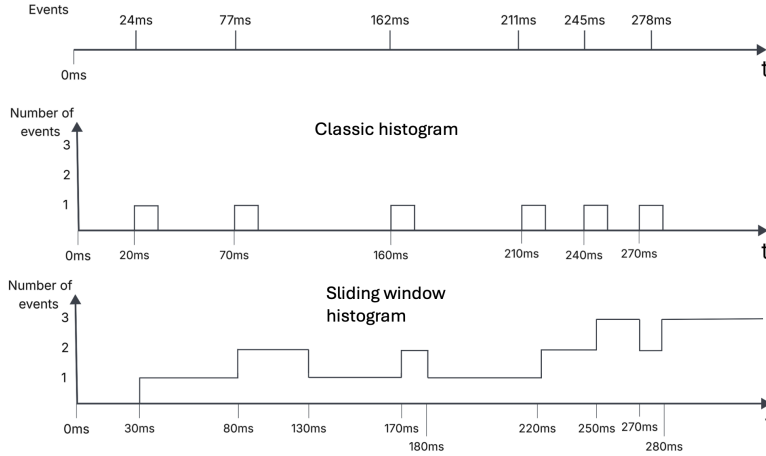 Events
24ms 77ms 162ms 211ms 245ms 278ms
0ms
t
Number of
events
Classic histogram
3
2
1
0ms 20ms 70ms 160ms 210ms 240ms 270ms
t
Number of
events
Sliding window
histogram
3
2
1
0ms 30ms 80ms 130ms 170ms 220ms 250ms 270ms
180ms 280ms